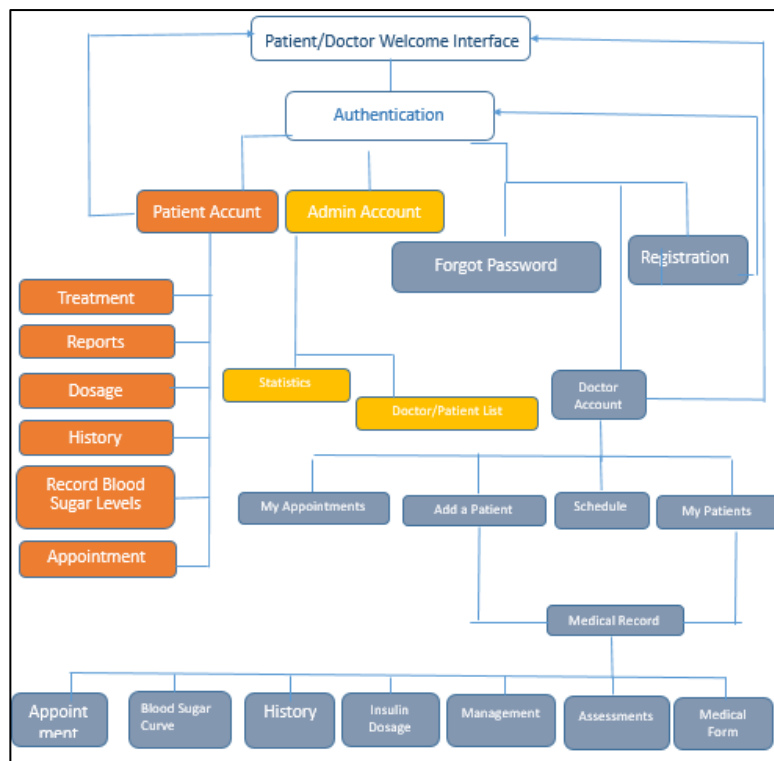 Patient/Doctor Welcome Interface
Authentication
Patient Accunt
Admin Account
Forgot Password
Registration
Treatment
Reports
Dosage
History
Record Blood
Sugar Levels
Appointment
Statistics
Doctor/Patient List
Doctor
Account
My Appointments
Add a Patient
Schedule
My Patients
Medical Record
Appoint
ment
Blood Sugar
Curve
History
Insulin
Dosage
Management
Assessments
Medical
Form